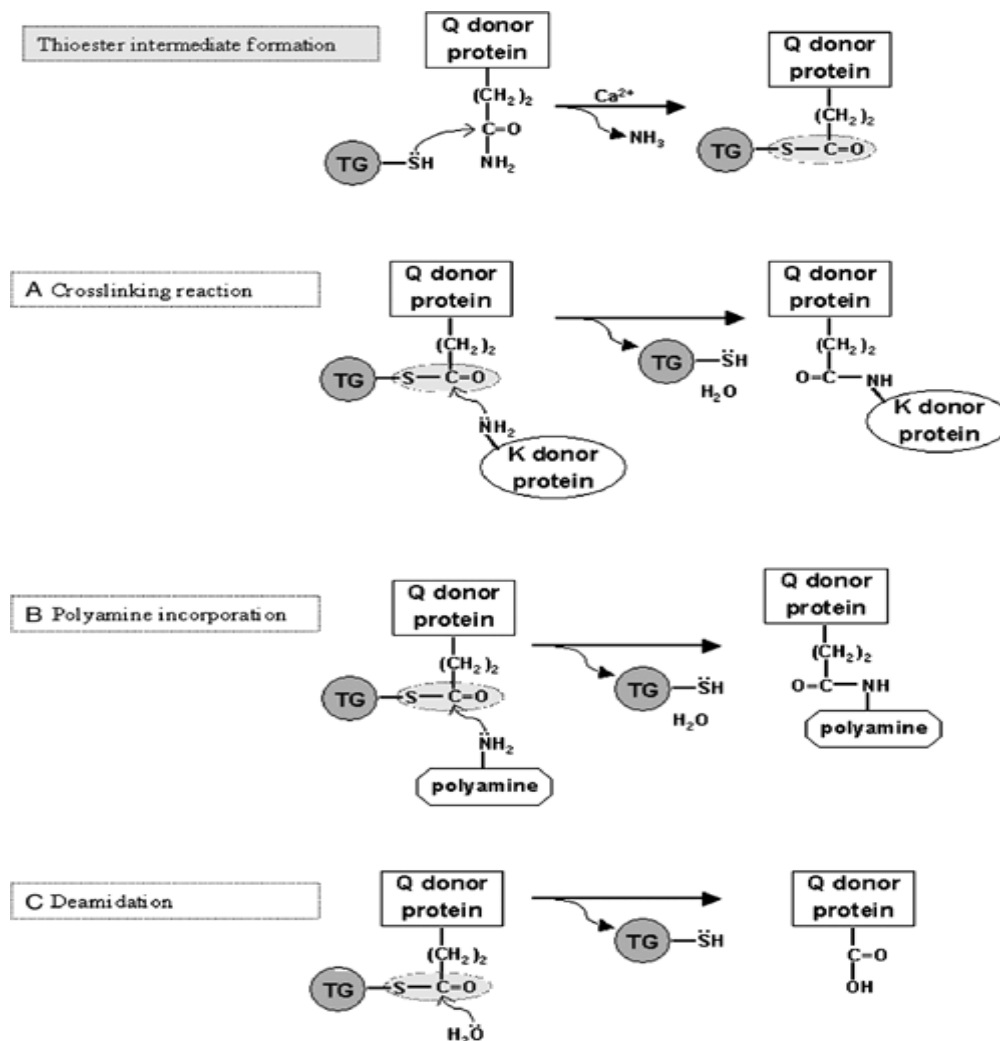 Thioester intermediate formation
Q donor
protein
(CH₂)₂
C=O
NH₂
TG
SH
Ca²⁺
NH₃
Q donor
protein
(CH₂)₂
TG
S
C=O
A Crosslinking reaction
Q donor
protein
(CH₂)₂
TG
S
C=O
NH₂
K donor
protein
TG
SH
H₂O
Q donor
protein
(CH₂)₂
O=C
NH
K donor
protein
B Polyamine incorporation
Q donor
protein
(CH₂)₂
TG
S
C=O
NH₂
polyamine
TG
SH
H₂O
Q donor
protein
(CH₂)₂
O=C
NH
polyamine
C Deamidation
Q donor
protein
(CH₂)₂
TG
S
C=O
H₂O
TG
SH
Q donor
protein
C=O
OH